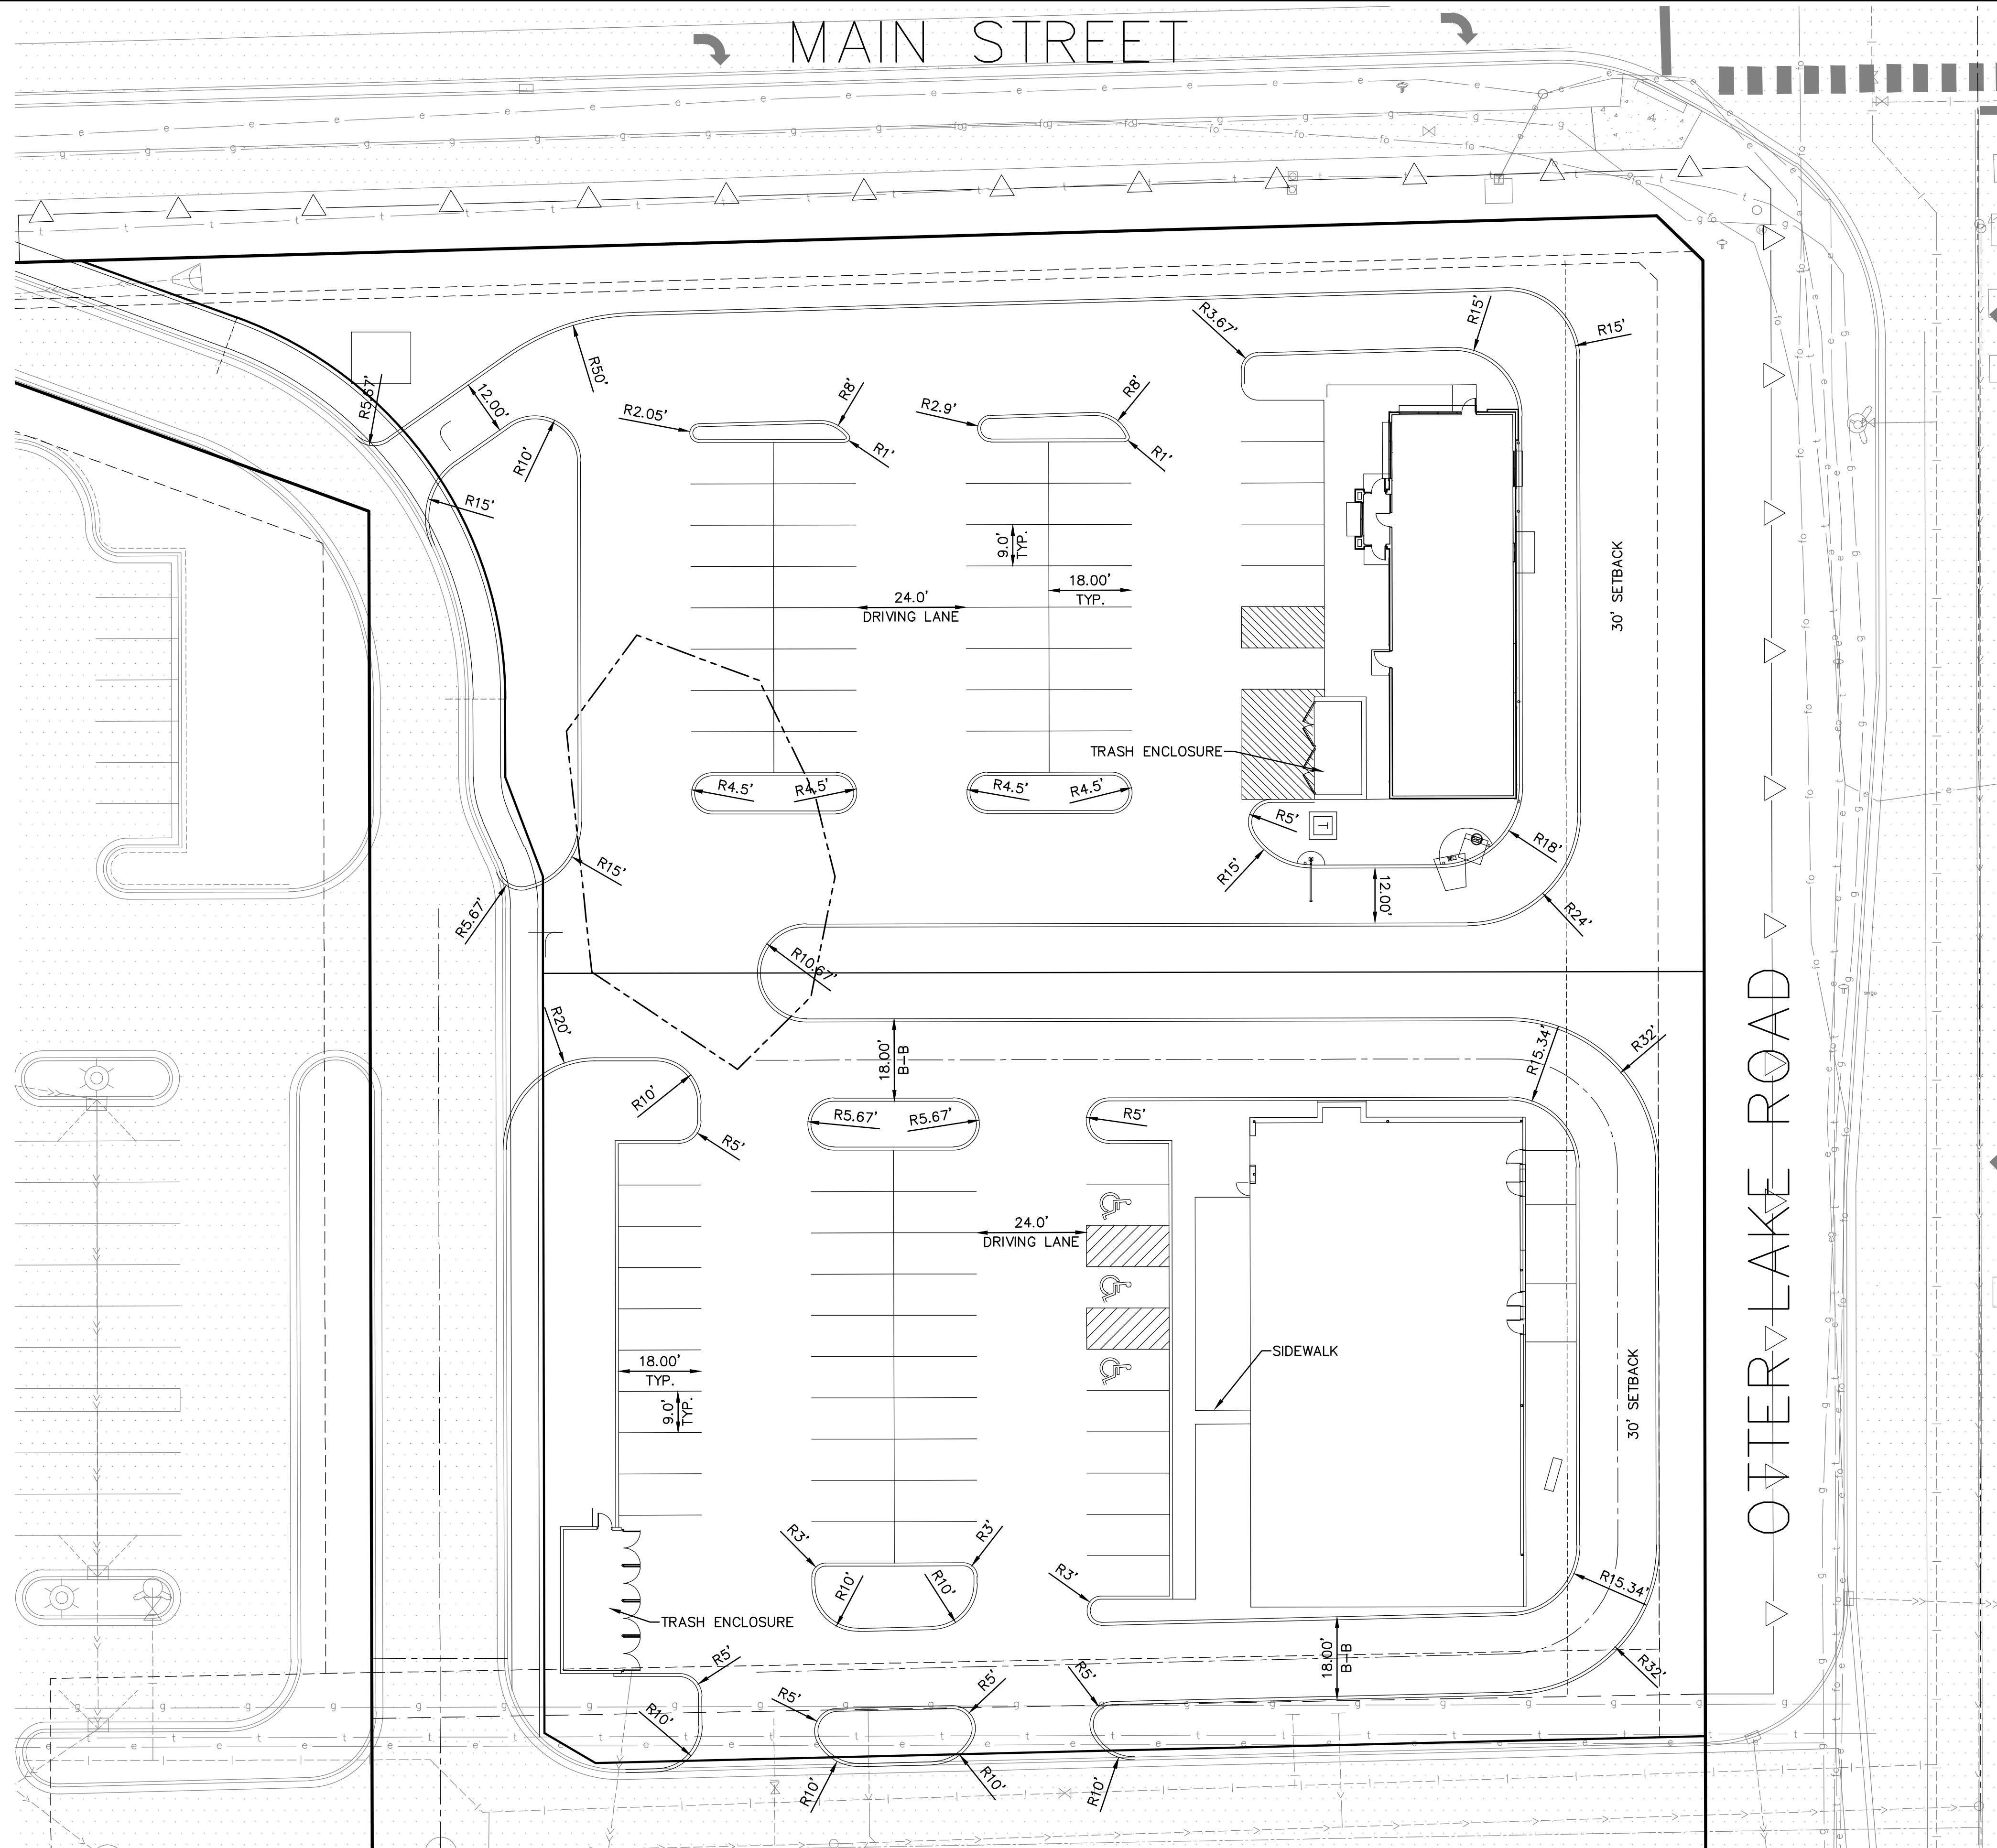 MAIN STREET
R3.67'
R15'
R15'
R50'
R5.67'
12.00'
R8'
R8'
R2.05'
R2.9'
R1'
R1'
R10'
R15'
9.0'
TYP.
18.00'
TYP.
24.0'
DRIVING LANE
30' SETBACK
TRASH ENCLOSURE
R4.5'
R4.5'
R4.5'
R4.5'
R5'
T
R18'
R15'
R15'
12.00'
R24'
R5.67'
R10.67'
OTTER LAKE ROAD
R20'
18.00'
B-B
R15.34'
R32'
R10'
R5.67'
R5.67'
R5'
R5'
24.0'
DRIVING LANE
SIDEWALK
18.00'
TYP.
9.0'
TYP.
30' SETBACK
R3'
R3'
R10'
R10'
R3'
R15.34'
TRASH ENCLOSURE
18.00'
B-B
R5'
R5'
R5'
R5'
R32'
R10'
R10'
R10'
R10'